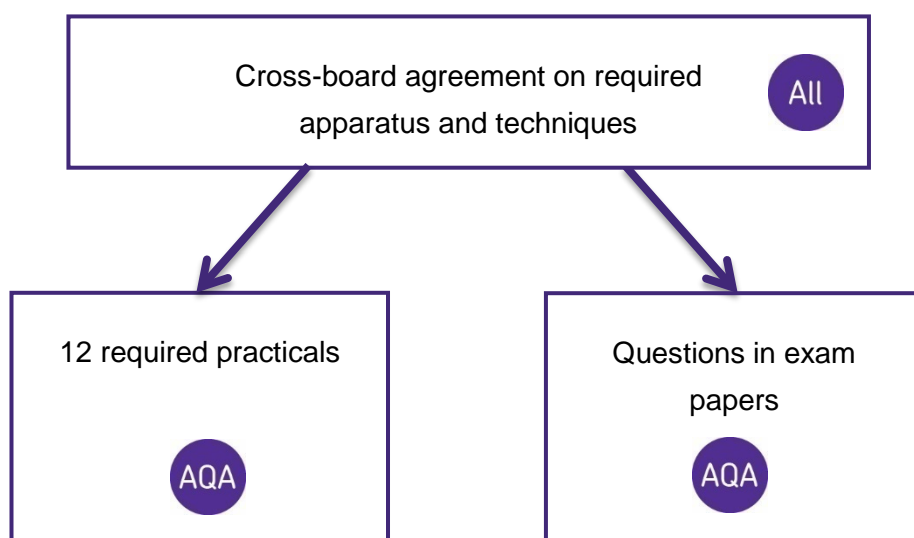 Cross-board agreement on required
apparatus and techniques
All
12 required practicals
AQA
Questions in exam
papers
AQA